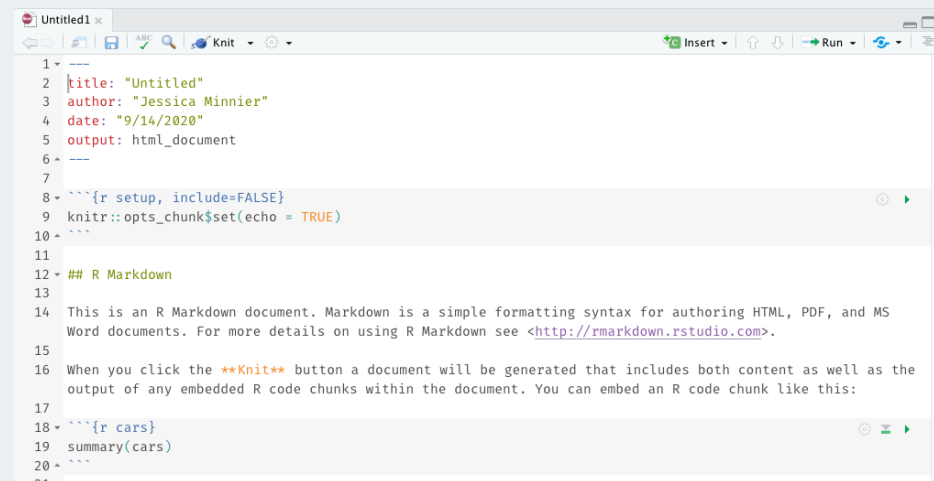 Untitled1
ABC Knit Insert Run
1 ---
2 title: "Untitled"
3 author: "Jessica Minnier"
4 date: "9/14/2020"
5 output: html_document
6 ---
7
8 ```{r setup, include=FALSE}
9 knitr::opts_chunk$set(echo = TRUE)
10 ```
11
12 ## R Markdown
13
14 This is an R Markdown document. Markdown is a simple formatting syntax for authoring HTML, PDF, and MS
Word documents. For more details on using R Markdown see <http://rmarkdown.rstudio.com>.
15
16 When you click the **Knit** button a document will be generated that includes both content as well as the
output of any embedded R code chunks within the document. You can embed an R code chunk like this:
17
18 ```{r cars}
19 summary(cars)
20 ```